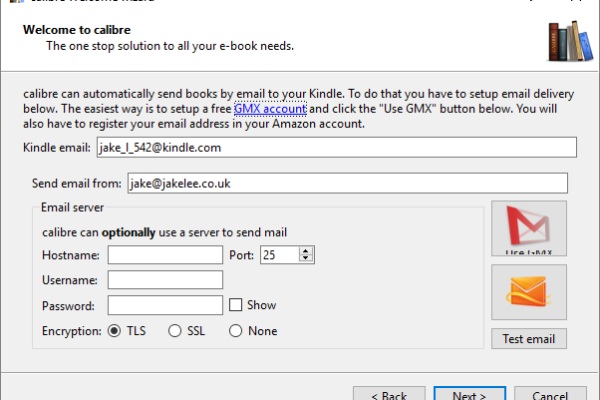 Welcome to calibre
The one stop solution to all your e-book needs.
calibre can automatically send books by email to your Kindle. To do that you have to setup email delivery
below. The easiest way is to setup a free GMX account and click the "Use GMX" button below. You will
also have to register your email address in your Amazon account.
Kindle email: jake_l_542@kindle.com
Send email from: jake@jakelee.co.uk
Email server
calibre can optionally use a server to send mail
Hostname: Port: 25
Username:
Password: Show
Encryption: TLS SSL None
Use GMX
Test email
< Back Next > Cancel